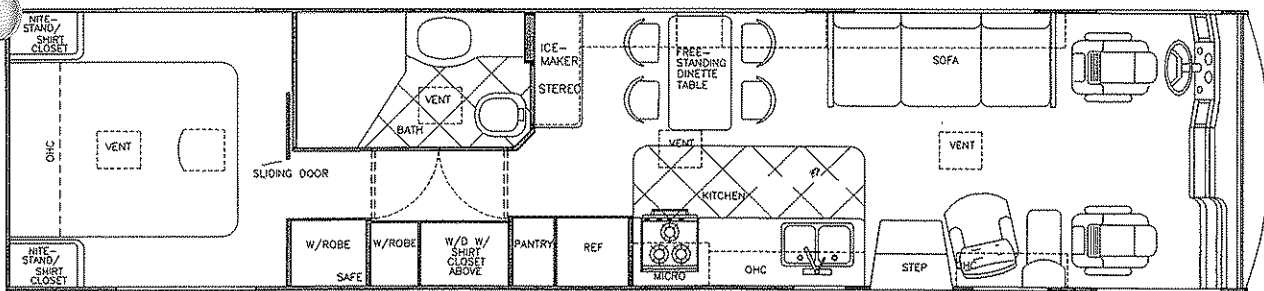 NITE-
STAND/
SHIRT
CLOSET
OHC
VENT
NITE-
STAND/
SHIRT
CLOSET
SLIDING DOOR
VENT
BATH
ICE-
MAKER
STEREO
FREE-
STANDING
DINETTE
TABLE
SOFA
VENT
VENT
KITCHEN
W/ROBE
SAFE
W/ROBE
W/D W/
SHIRT
CLOSET
ABOVE
PANTRY
REF
MICRO
OHC
STEP
OHC